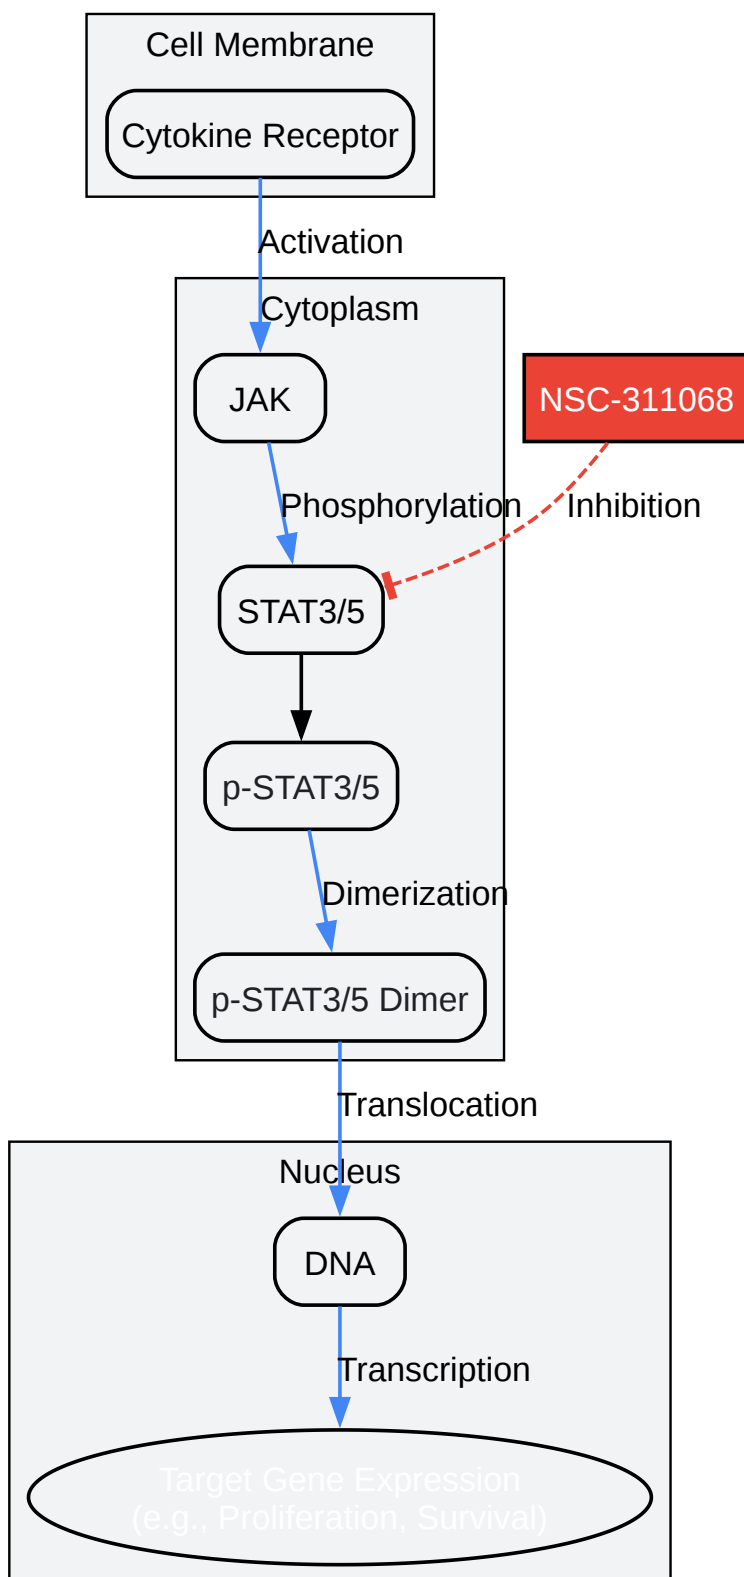 Cell Membrane
Cytokine Receptor
Activation
Cytoplasm
JAK
NSC-311068
Phosphorylation
Inhibition
STAT3/5
p-STAT3/5
Dimerization
p-STAT3/5 Dimer
Translocation
Nucleus
DNA
Transcription
Target Gene Expression
(e.g., Proliferation, Survival)